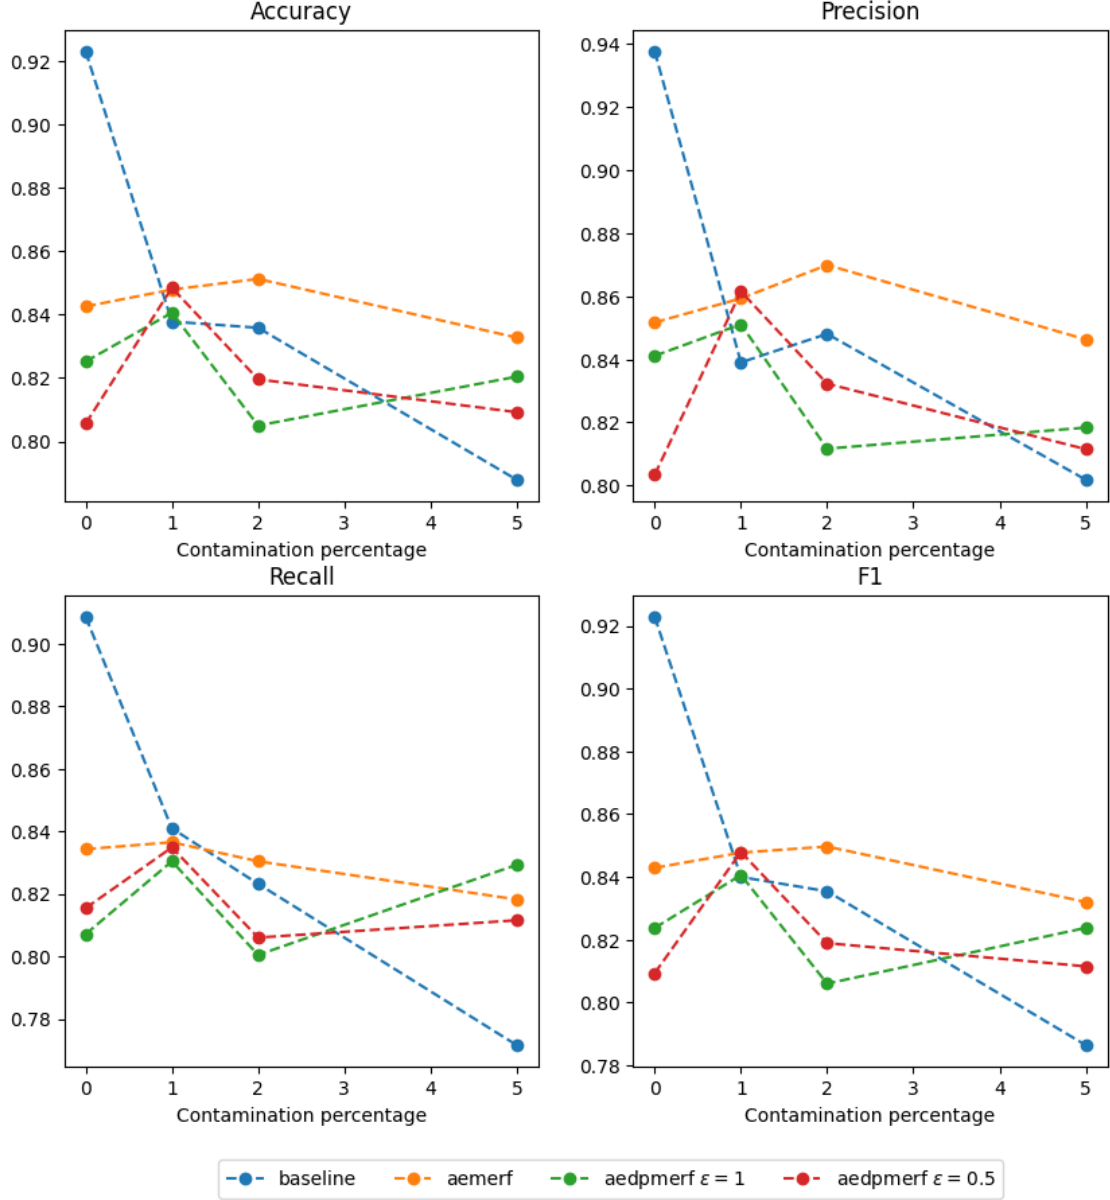 Accuracy
0.92
0.90
0.88
0.86
0.84
0.82
0.80
0 1 2 3 4 5
Contamination percentage
Precision
0.94
0.92
0.90
0.88
0.86
0.84
0.82
0.80
0 1 2 3 4 5
Contamination percentage
Recall
0.90
0.88
0.86
0.84
0.82
0.80
0.78
0 1 2 3 4 5
Contamination percentage
F1
0.92
0.90
0.88
0.86
0.84
0.82
0.80
0.78
0 1 2 3 4 5
Contamination percentage
baseline aemerf aedpmerf ε = 1 aedpmerf ε = 0.5